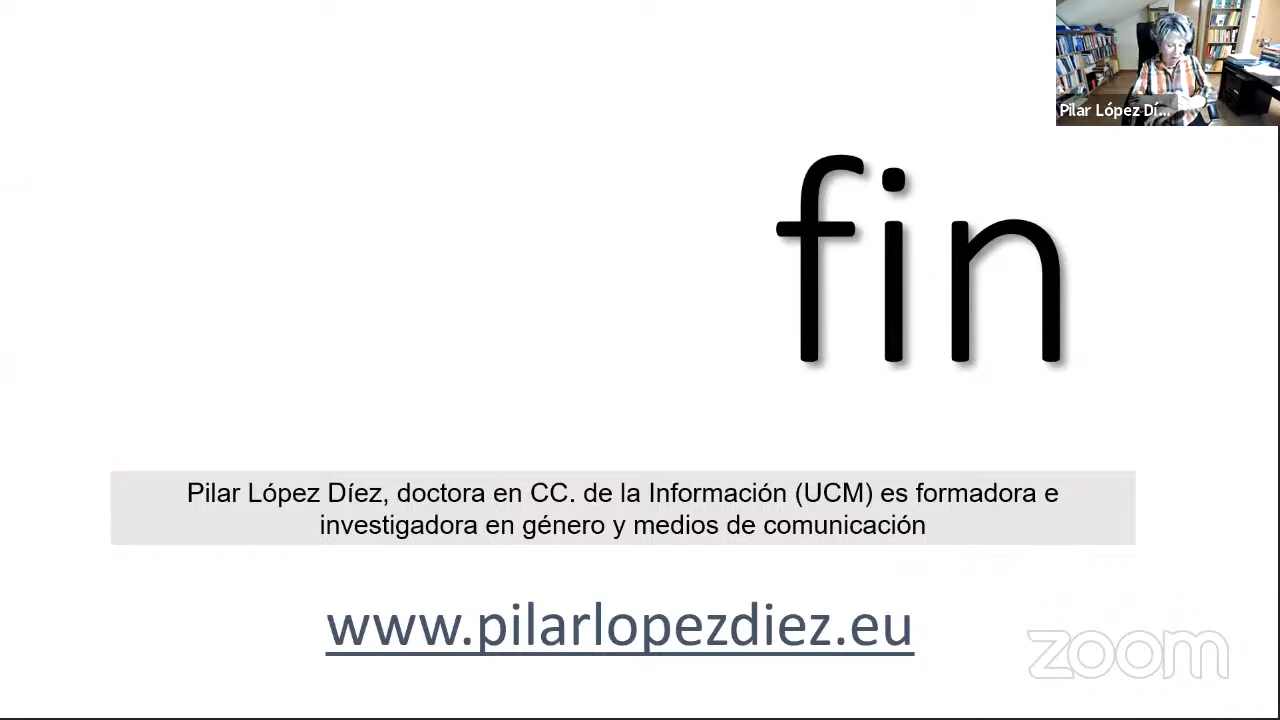 Pilar López Dí...
fin
Pilar López Díez, doctora en CC. de la Información (UCM) es formadora e
investigadora en género y medios de comunicación
www.pilarlopezdiez.eu
zoom